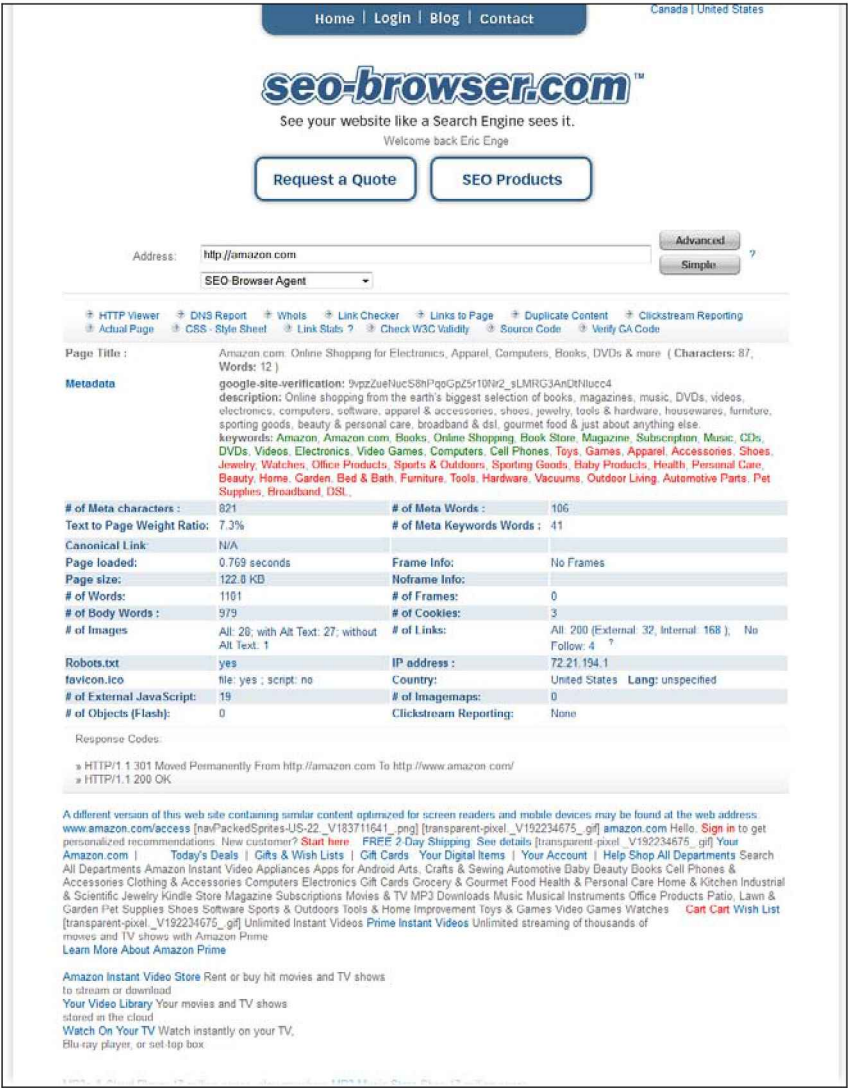 Canada | United States
Home | Login | Blog | Contact
seo-browser.com™
See your website like a Search Engine sees it.
Welcome back Eric Enge
Request a Quote SEO Products
Advanced
Address: http://amazon.com ?
Simple
SEO Browser Agent
HTTP Viewer DNS Report WhoIs Link Checker Links to Page Duplicate Content Clickstream Reporting
Actual Page CSS - Style Sheet Link Stats ? Check W3C Validity Source Code Verify GA Code
Page Title : Amazon.com: Online Shopping for Electronics, Apparel, Computers, Books, DVDs & more ( Characters: 87,
Words: 12 )
Metadata google-site-verification:
description: Online shopping from the earth's biggest selection of books, magazines, music, DVDs, videos,
electronics, computers, software, apparel & accessories, shoes, jewelry, tools & hardware, housewares, furniture,
sporting goods, beauty & personal care, broadband & dsl, gourmet food & just about anything else.
keywords: Amazon, Amazon.com, Books, Online Shopping, Book Store, Magazine, Subscription, Music, CDs,
DVDs, Videos, Electronics, Video Games, Computers, Cell Phones, Toys, Games, Apparel, Accessories, Shoes,
Jewelry, Watches, Office Products, Sports & Outdoors, Sporting Goods, Baby Products, Health, Personal Care,
Beauty, Home, Garden, Bed & Bath, Furniture, Tools, Hardware, Vacuums, Outdoor Living, Automotive Parts, Pet
Supplies, Broadband, DSL,
# of Meta characters : 821 # of Meta Words : 106
Text to Page Weight Ratio: 7.3% # of Meta Keywords Words : 41
Canonical Link: N/A
Page loaded: 0.769 seconds Frame Info: No Frames
Page size: 122.8 KB Noframe Info:
# of Words: 1101 # of Frames: 0
# of Body Words : 979 # of Cookies: 3
# of Images All: 28; with Alt Text: 27; without # of Links: All: 200 (External: 32, Internal: 168 ); No
Alt Text: 1 Follow: 4 ?
Robots.txt yes IP address : 72.21.194.1
favicon.ico file: yes ; script: no Country: United States Lang: unspecified
# of External JavaScript: 19 # of Imagemaps: 0
# of Objects (Flash): 0 Clickstream Reporting: None
Response Codes:
» HTTP/1.1 301 Moved Permanently From http://amazon.com To http://www.amazon.com/
» HTTP/1.1 200 OK
A different version of this web site containing similar content optimized for screen readers and mobile devices may be found at the web address:
www.amazon.com/access [navPackedSprites-US-22._V183711641_.png] [transparent-pixel._V192234675_.gif] amazon.com Hello. Sign in to get
personalized recommendations. New customer? Start here. FREE 2-Day Shipping: See details [transparent-pixel._V192234675_.gif] Your
Amazon.com | Today's Deals | Gifts & Wish Lists | Gift Cards Your Digital Items | Your Account | Help Shop All Departments Search
All Departments Amazon Instant Video Appliances Apps for Android Arts, Crafts & Sewing Automotive Baby Beauty Books Cell Phones &
Accessories Clothing & Accessories Computers Electronics Gift Cards Grocery & Gourmet Food Health & Personal Care Home & Kitchen Industrial
& Scientific Jewelry Kindle Store Magazine Subscriptions Movies & TV MP3 Downloads Music Musical Instruments Office Products Patio, Lawn &
Garden Pet Supplies Shoes Software Sports & Outdoors Tools & Home Improvement Toys & Games Video Games Watches Cart Cart Wish List
[transparent-pixel._V192234675_.gif] Unlimited Instant Videos Prime Instant Videos Unlimited streaming of thousands of
movies and TV shows with Amazon Prime
Learn More About Amazon Prime
Amazon Instant Video Store Rent or buy hit movies and TV shows
to stream or download
Your Video Library Your movies and TV shows
stored in the cloud
Watch On Your TV Watch instantly on your TV,
Blu-ray player, or set-top box